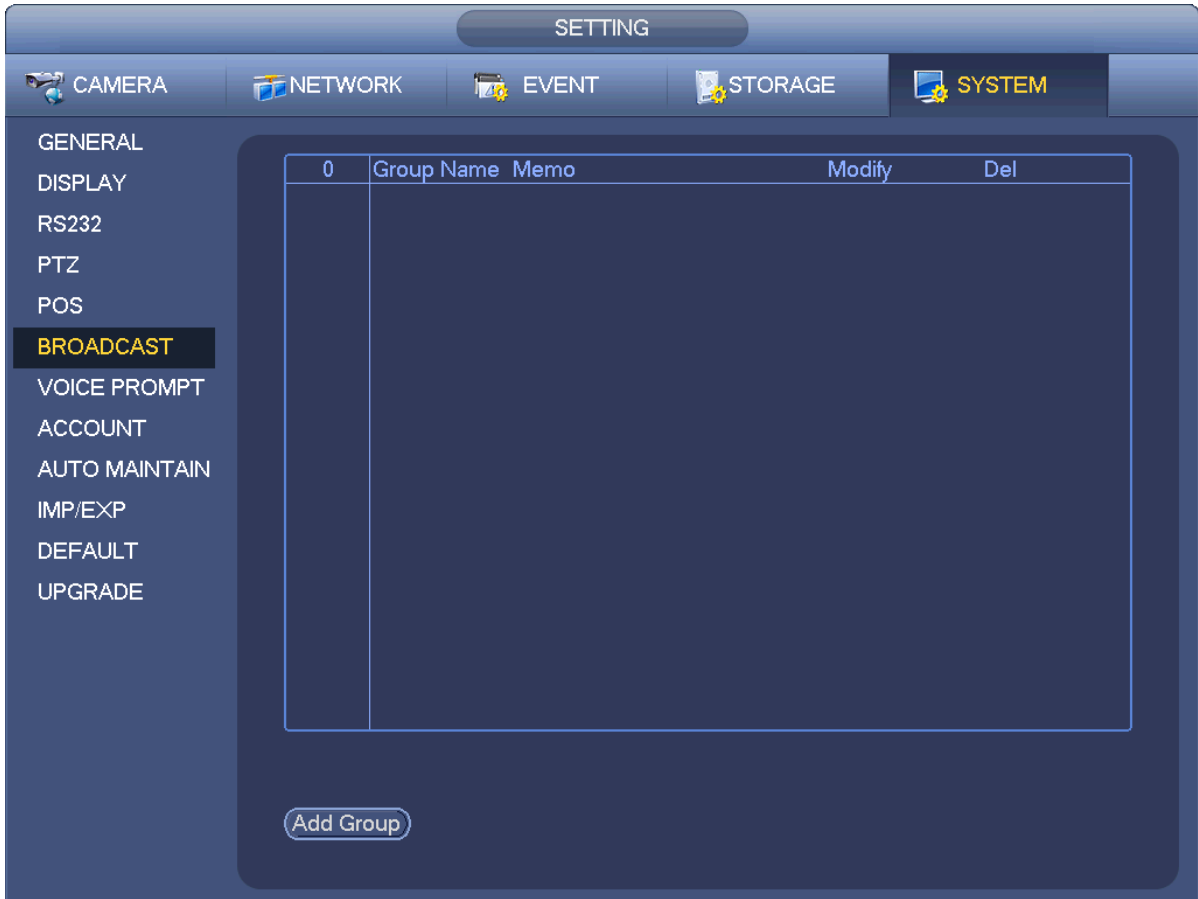 SETTING
CAMERA NETWORK EVENT STORAGE SYSTEM
GENERAL
DISPLAY
RS232
PTZ
POS
BROADCAST
VOICE PROMPT
ACCOUNT
AUTO MAINTAIN
IMP/EXP
DEFAULT
UPGRADE
0 Group Name Memo Modify Del
Add Group